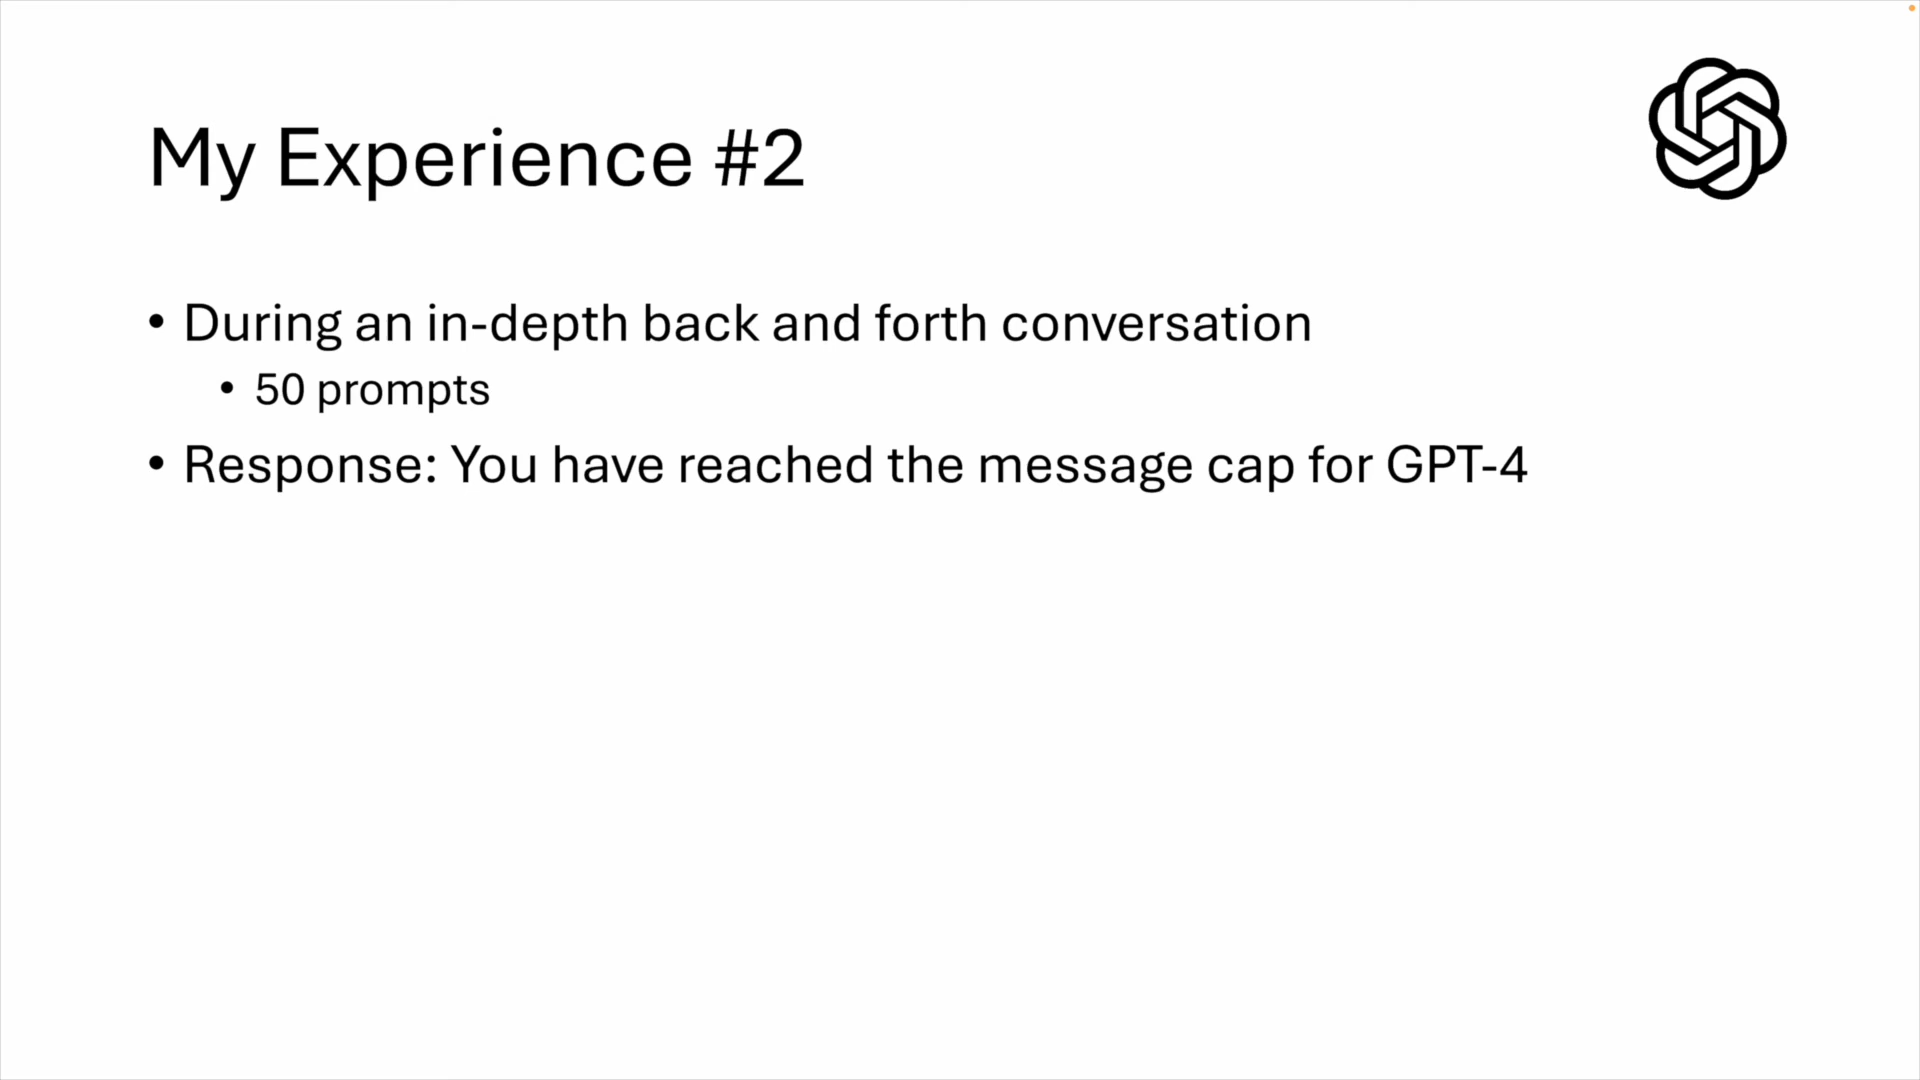 My Experience #2
• During an in-depth back and forth conversation
• 50 prompts
• Response: You have reached the message cap for GPT-4